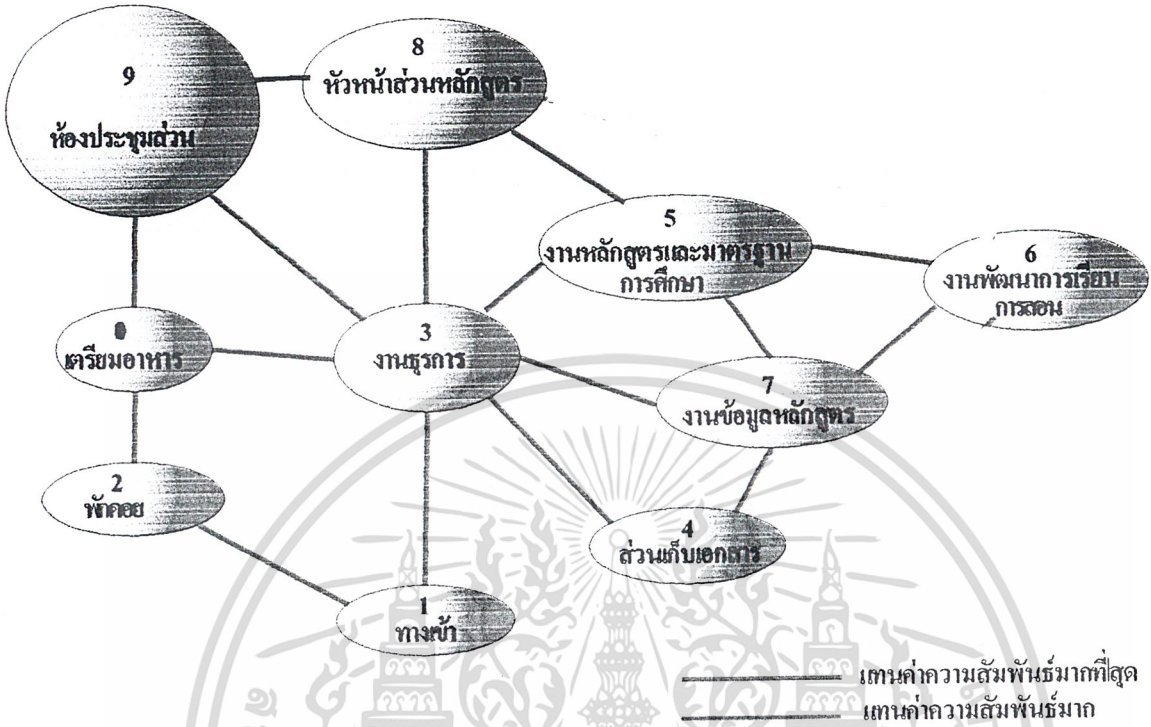 9
ห้องประชุมส่วน
8
หัวหน้าส่วนหลักสูตร
5
งานหลักสูตรและมาตรฐาน
การศึกษา
6
งานพัฒนาการเรียน
การสอน
0
เตรียมอาหาร
3
งานธุรการ
7
งานข้อมูลหลักสูตร
2
พักคอย
4
ส่วนเก็บเอกสาร
1
ทางเข้า
แทนค่าความสัมพันธ์มากที่สุด
แทนค่าความสัมพันธ์มาก